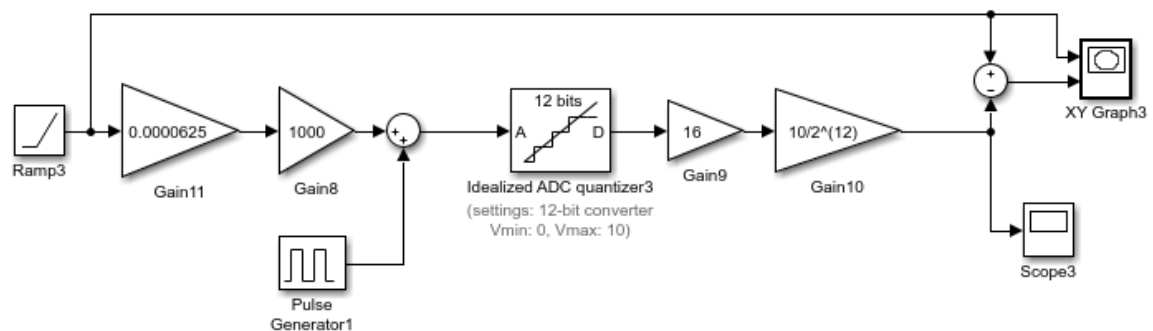 Ramp3
0.0000625
Gain11
1000
Gain8
+
+
Pulse
Generator1
12 bits
A D
Idealized ADC quantizer3
(settings: 12-bit converter
Vmin: 0, Vmax: 10)
16
Gain9
10/2^(12)
Gain10
+
−
XY Graph3
Scope3